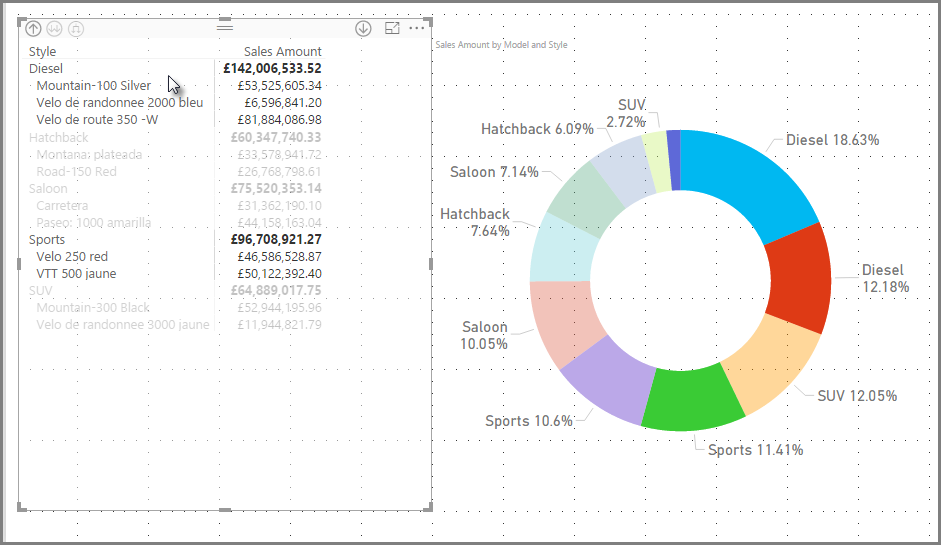 Style Sales Amount
Diesel £142,006,533.52
Mountain-100 Silver £53,525,605.34
Velo de randonnee 2000 bleu £6,596,841.20
Velo de route 350 -W £81,884,086.98
Hatchback £60,347,740.33
Montana plateada £33,578,941.72
Road-150 Red £26,768,798.61
Saloon £75,520,353.14
Carretera £31,362,190.10
Paseo: 1000 amarilla £44,158,163.04
Sports £96,708,921.27
Velo 250 red £46,586,528.87
VTT 500 jaune £50,122,392.40
SUV £64,889,017.75
Mountain-300 Black £52,944,195.96
Velo de randonnee 3000 jaune £11,944,821.79
Sales Amount by Model and Style
SUV
2.72%
Hatchback 6.09%
Diesel 18.63%
Saloon 7.14%
Hatchback
7.64%
Diesel
12.18%
Saloon
10.05%
SUV 12.05%
Sports 10.6%
Sports 11.41%